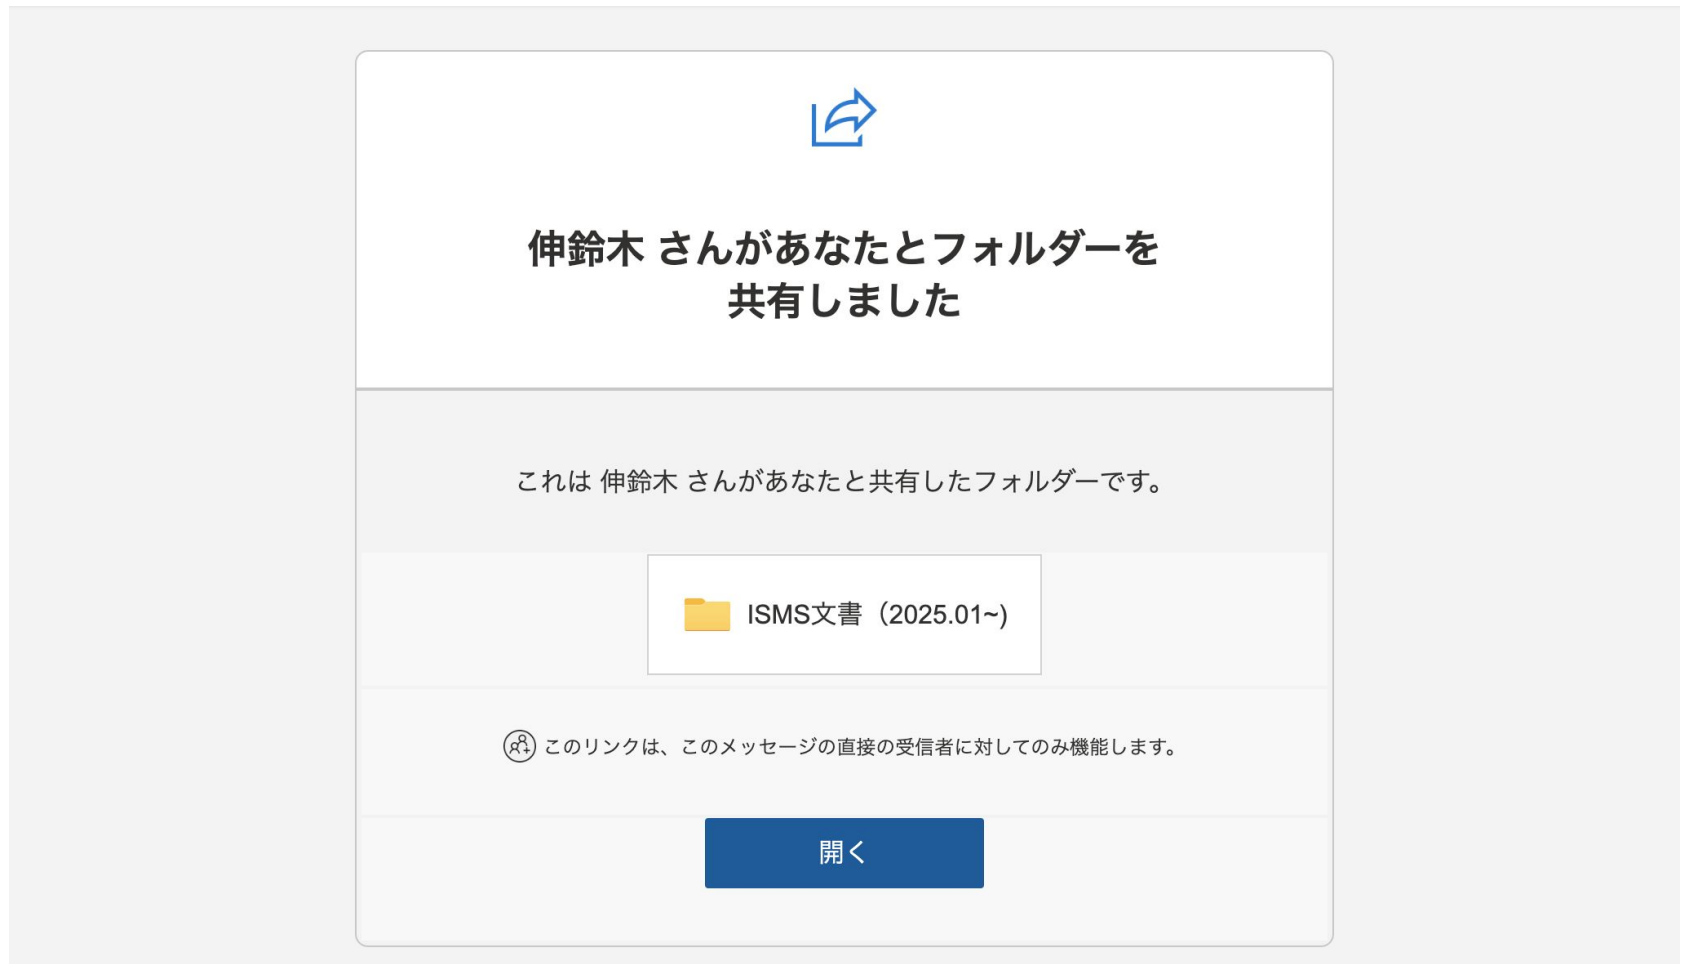 伸鈴木 さんがあなたとフォルダーを
共有しました
これは 伸鈴木 さんがあなたと共有したフォルダーです。
ISMS文書（2025.01~)
このリンクは、このメッセージの直接の受信者に対してのみ機能します。
開く